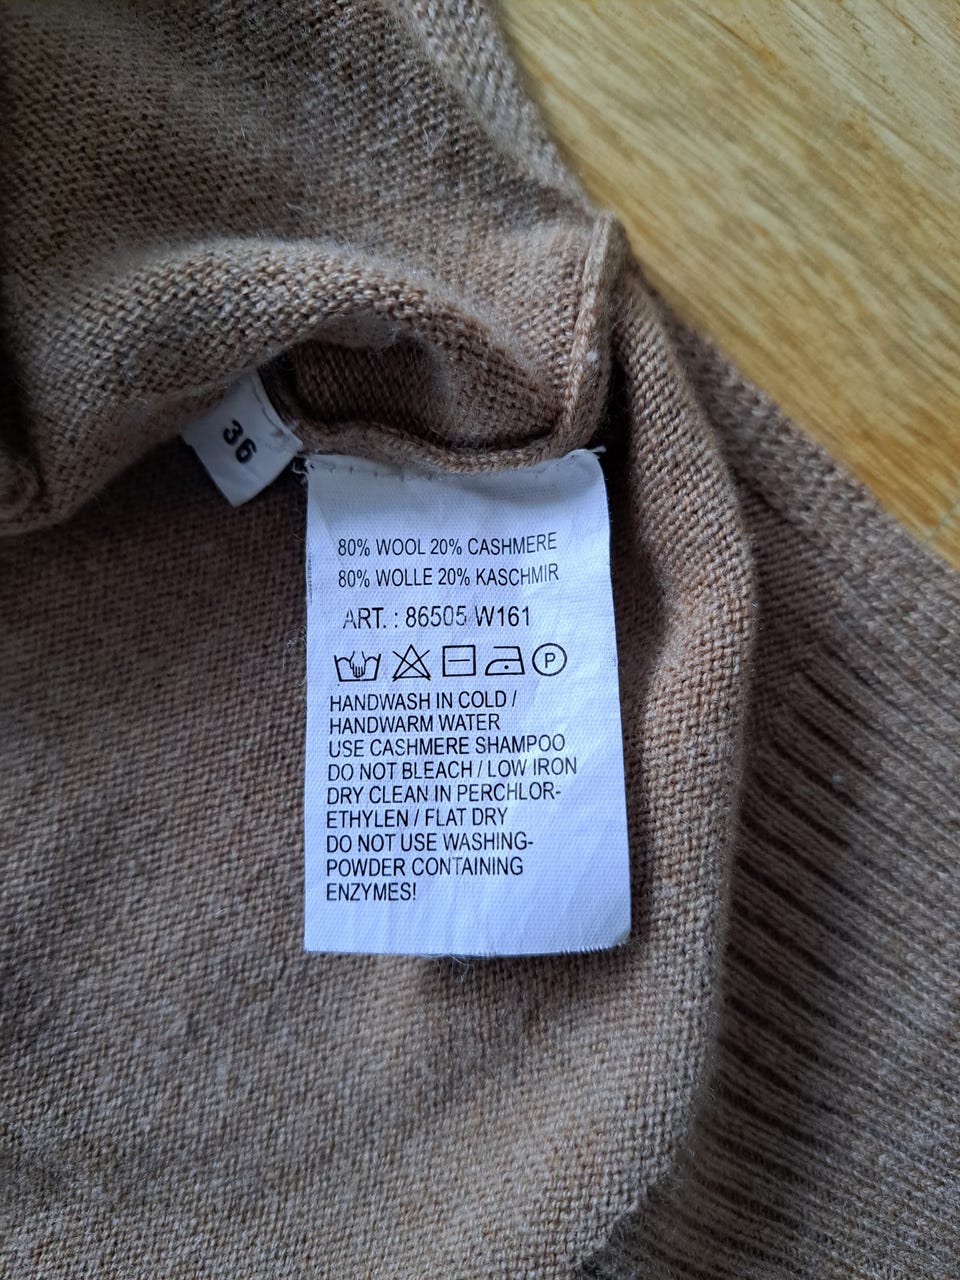 36
80% WOOL 20% CASHMERE
80% WOLLE 20% KASCHMIR
ART. : 86505 W161
P
HANDWASH IN COLD /
HANDWARM WATER
USE CASHMERE SHAMPOO
DO NOT BLEACH / LOW IRON
DRY CLEAN IN PERCHLOR-
ETHYLEN / FLAT DRY
DO NOT USE WASHING-
POWDER CONTAINING
ENZYMES!